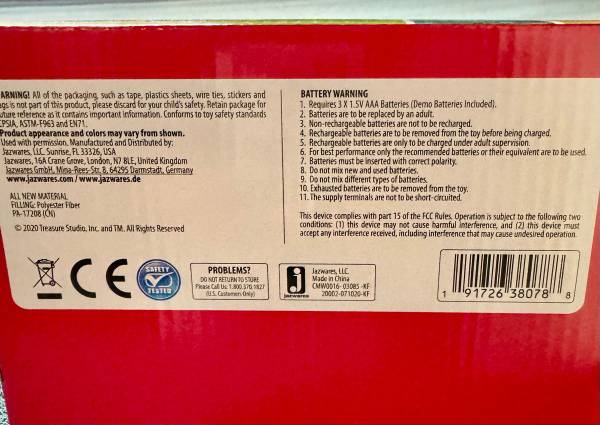 ARNING! All of the packaging, such as tape, plastics sheets, wire ties, stickers and
ags is not part of this product, please discard for your child's safety. Retain package for
uture reference as it contains important information. Conforms to toy safety standards
CPSIA, ASTM-F963 and EN71.
Product appearance and colors may vary from shown.
Used with permission. Manufactured and Distributed by:
Jazwares, LLC. Sunrise, FL 33326, USA
Jazwares, 16A Crane Grove, London, N7 8LE, United Kingdom
Jazwares GmbH, Mina-Rees-Str. 8, 64295 Darmstadt, Germany
www.jazwares.com / www.jazwares.de
ALL NEW MATERIAL
FILLING: Polyester Fiber
PA-17208 (CN)
© 2020 Treasure Studio, Inc. and TM. All Rights Reserved
BATTERY WARNING
1. Requires 3 X 1.5V AAA Batteries (Demo Batteries Included).
2. Batteries are to be replaced by an adult.
3. Non-rechargeable batteries are not to be recharged.
4. Rechargeable batteries are to be removed from the toy before being charged.
5. Rechargeable batteries are only to be charged under adult supervision.
6. For best performance only the recommended batteries or their equivalent are to be used.
7. Batteries must be inserted with correct polarity.
8. Do not mix new and used batteries.
9. Do not mix different types of batteries.
10. Exhausted batteries are to be removed from the toy.
11. The supply terminals are not to be short-circuited.
This device complies with part 15 of the FCC Rules. Operation is subject to the following two
conditions: (1) this device may not cause harmful interference, and (2) this device must
accept any interference received, including interference that may cause undesired operation.
CE
SAFETY
TESTED
PROBLEMS?
DO NOT RETURN TO STORE
Please Call Us: 1.800.370.1827
(U.S. Customers Only)
jazwares
Jazwares, LLC.
Made in China
CMW0016- 03085 -KF
20002-071020-KF
1 91726 38078 8